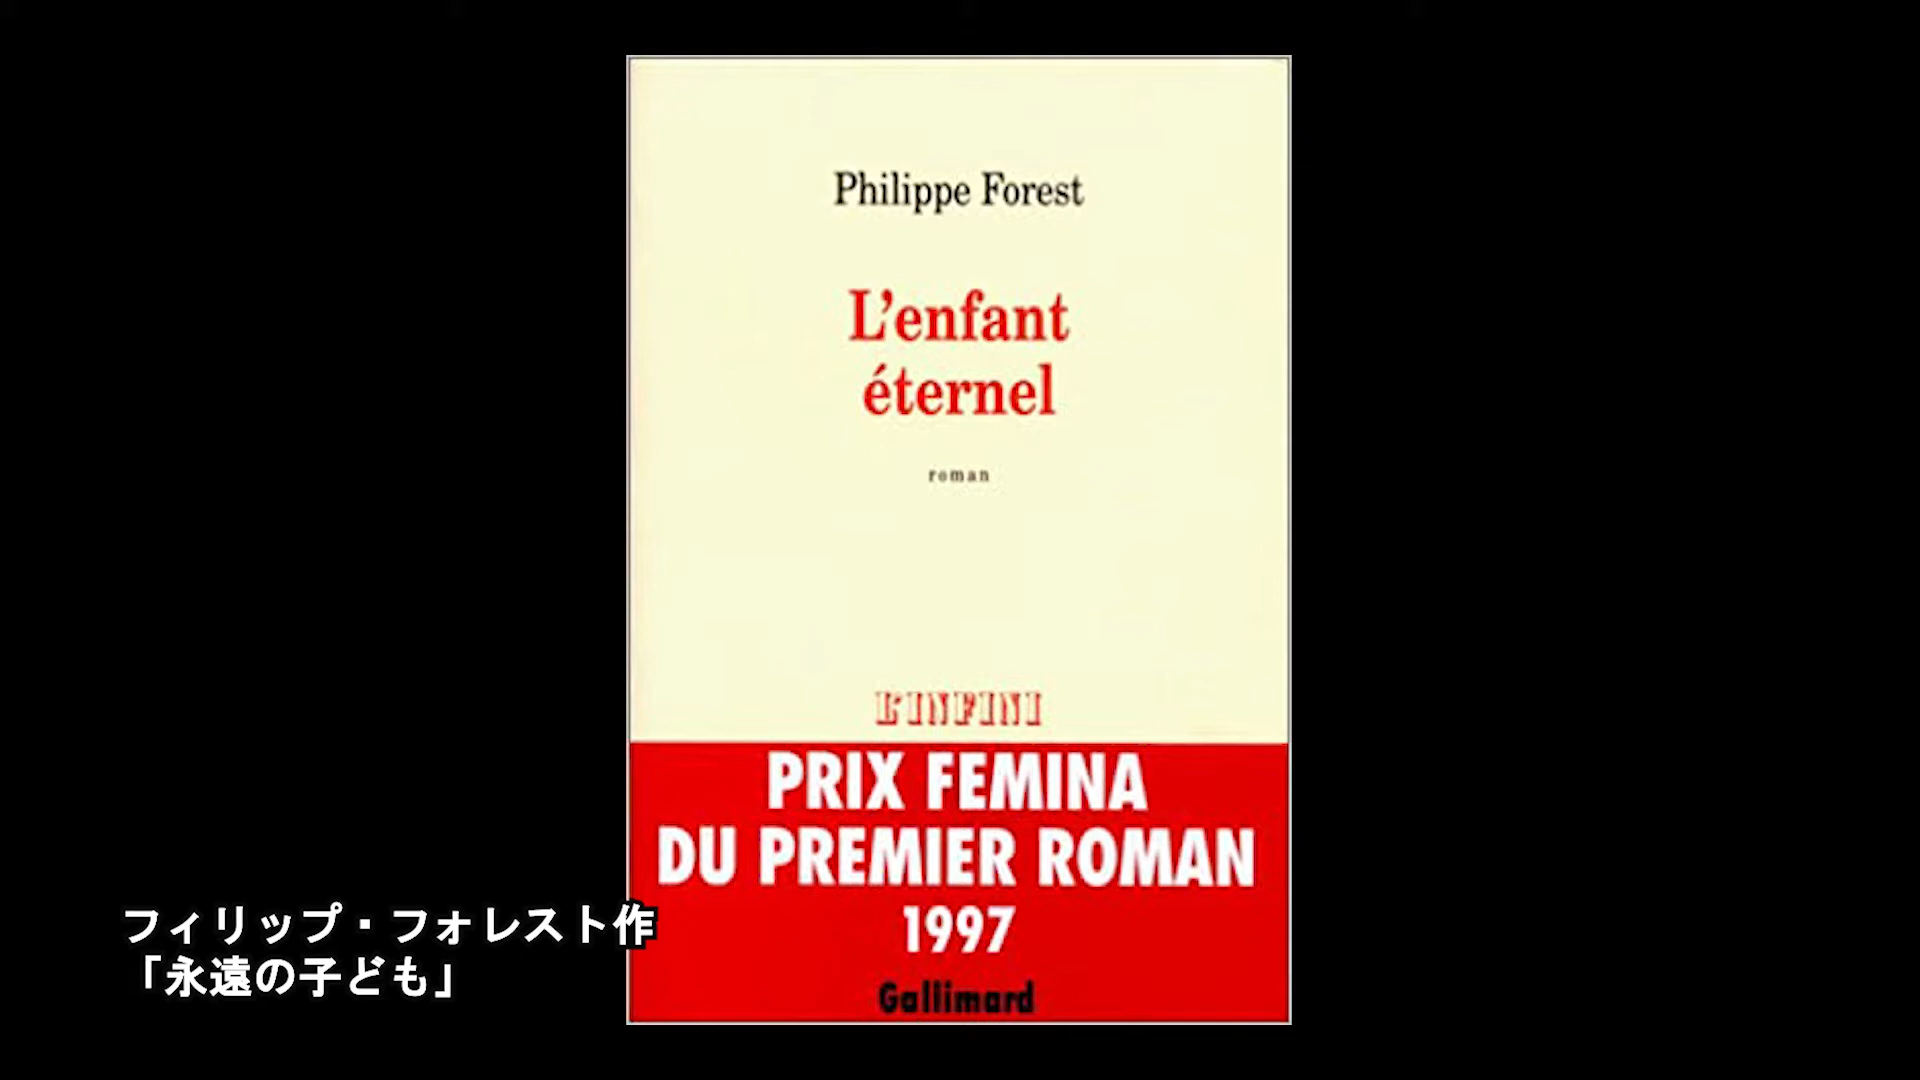 Philippe Forest
L'enfant
éternel
roman
L'INFINI
PRIX FEMINA
DU PREMIER ROMAN
1997
Gallimard
フィリップ・フォレスト作
「永遠の子ども」